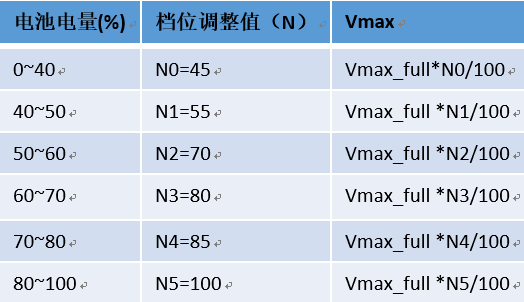 电池电量(%) 档位调整值（N） Vmax
0~40 N0=45 Vmax_full*N0/100
40~50 N1=55 Vmax_full *N1/100
50~60 N2=70 Vmax_full *N2/100
60~70 N3=80 Vmax_full *N3/100
70~80 N4=85 Vmax_full *N4/100
80~100 N5=100 Vmax_full *N5/100